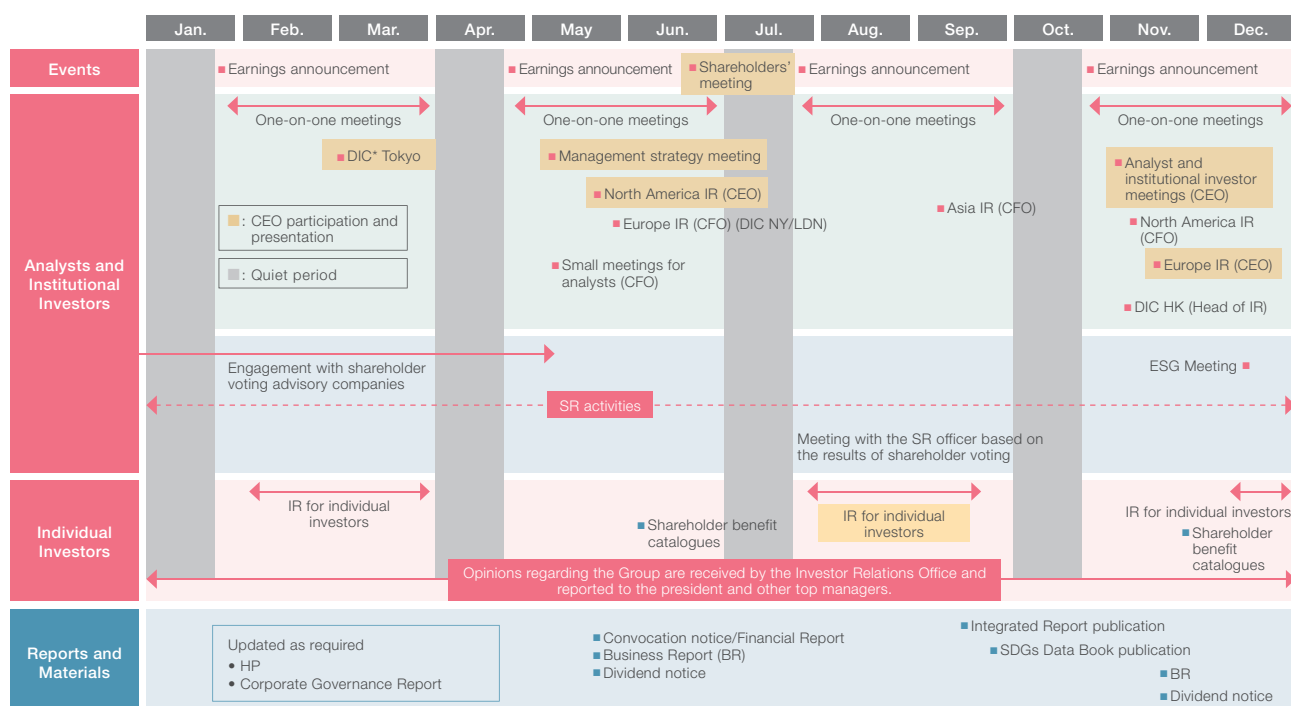 Jan.
Feb.
Mar.
Apr.
May
Jun.
Jul.
Aug.
Sep.
Oct.
Nov.
Dec.
Events
Earnings announcement
Earnings announcement
Shareholders'
meeting
Earnings announcement
Earnings announcement
Analysts and
Institutional
Investors
One-on-one meetings
One-on-one meetings
One-on-one meetings
One-on-one meetings
DIC* Tokyo
Management strategy meeting
North America IR (CEO)
Europe IR (CFO) (DIC NY/LDN)
Small meetings for
analysts (CFO)
Asia IR (CFO)
Analyst and
institutional investor
meetings (CEO)
North America IR
(CFO)
Europe IR (CEO)
DIC HK (Head of IR)
: CEO participation and
presentation
: Quiet period
Engagement with shareholder
voting advisory companies
ESG Meeting
SR activities
Meeting with the SR officer based on
the results of shareholder voting
Individual
Investors
IR for individual
investors
Shareholder benefit
catalogues
IR for individual
investors
IR for individual investors
Shareholder
benefit
catalogues
Opinions regarding the Group are received by the Investor Relations Office and
reported to the president and other top managers.
Reports and
Materials
Updated as required
• HP
• Corporate Governance Report
Convocation notice/Financial Report
Business Report (BR)
Dividend notice
Integrated Report publication
SDGs Data Book publication
BR
Dividend notice